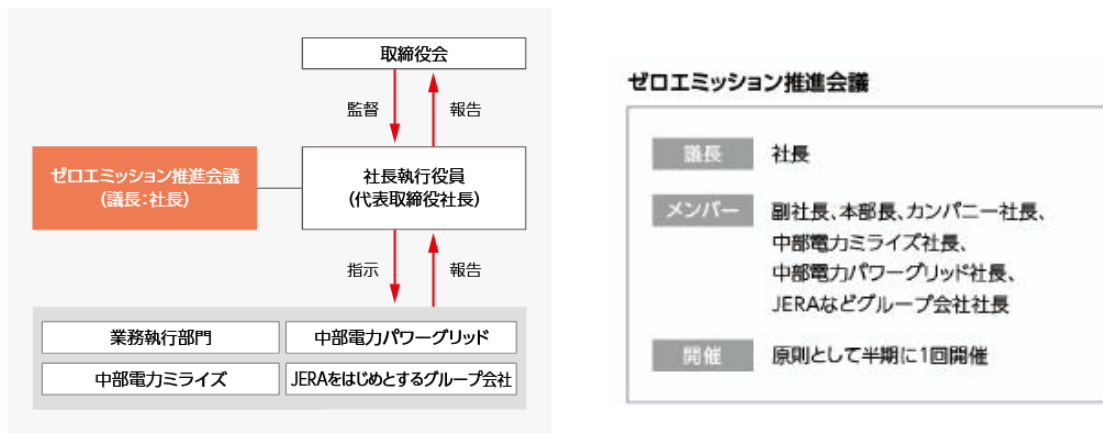 取締役会
監督
報告
ゼロエミッション推進会議
(議長:社長)
社長執行役員
(代表取締役社長)
指示
報告
業務執行部門
中部電力パワーグリッド
中部電力ミライズ
JERAをはじめとするグループ会社
ゼロエミッション推進会議
議長
社長
メンバー
副社長、本部長、カンパニー社長、
中部電力ミライズ社長、
中部電力パワーグリッド社長、
JERAなどグループ会社社長
開催
原則として半期に1回開催